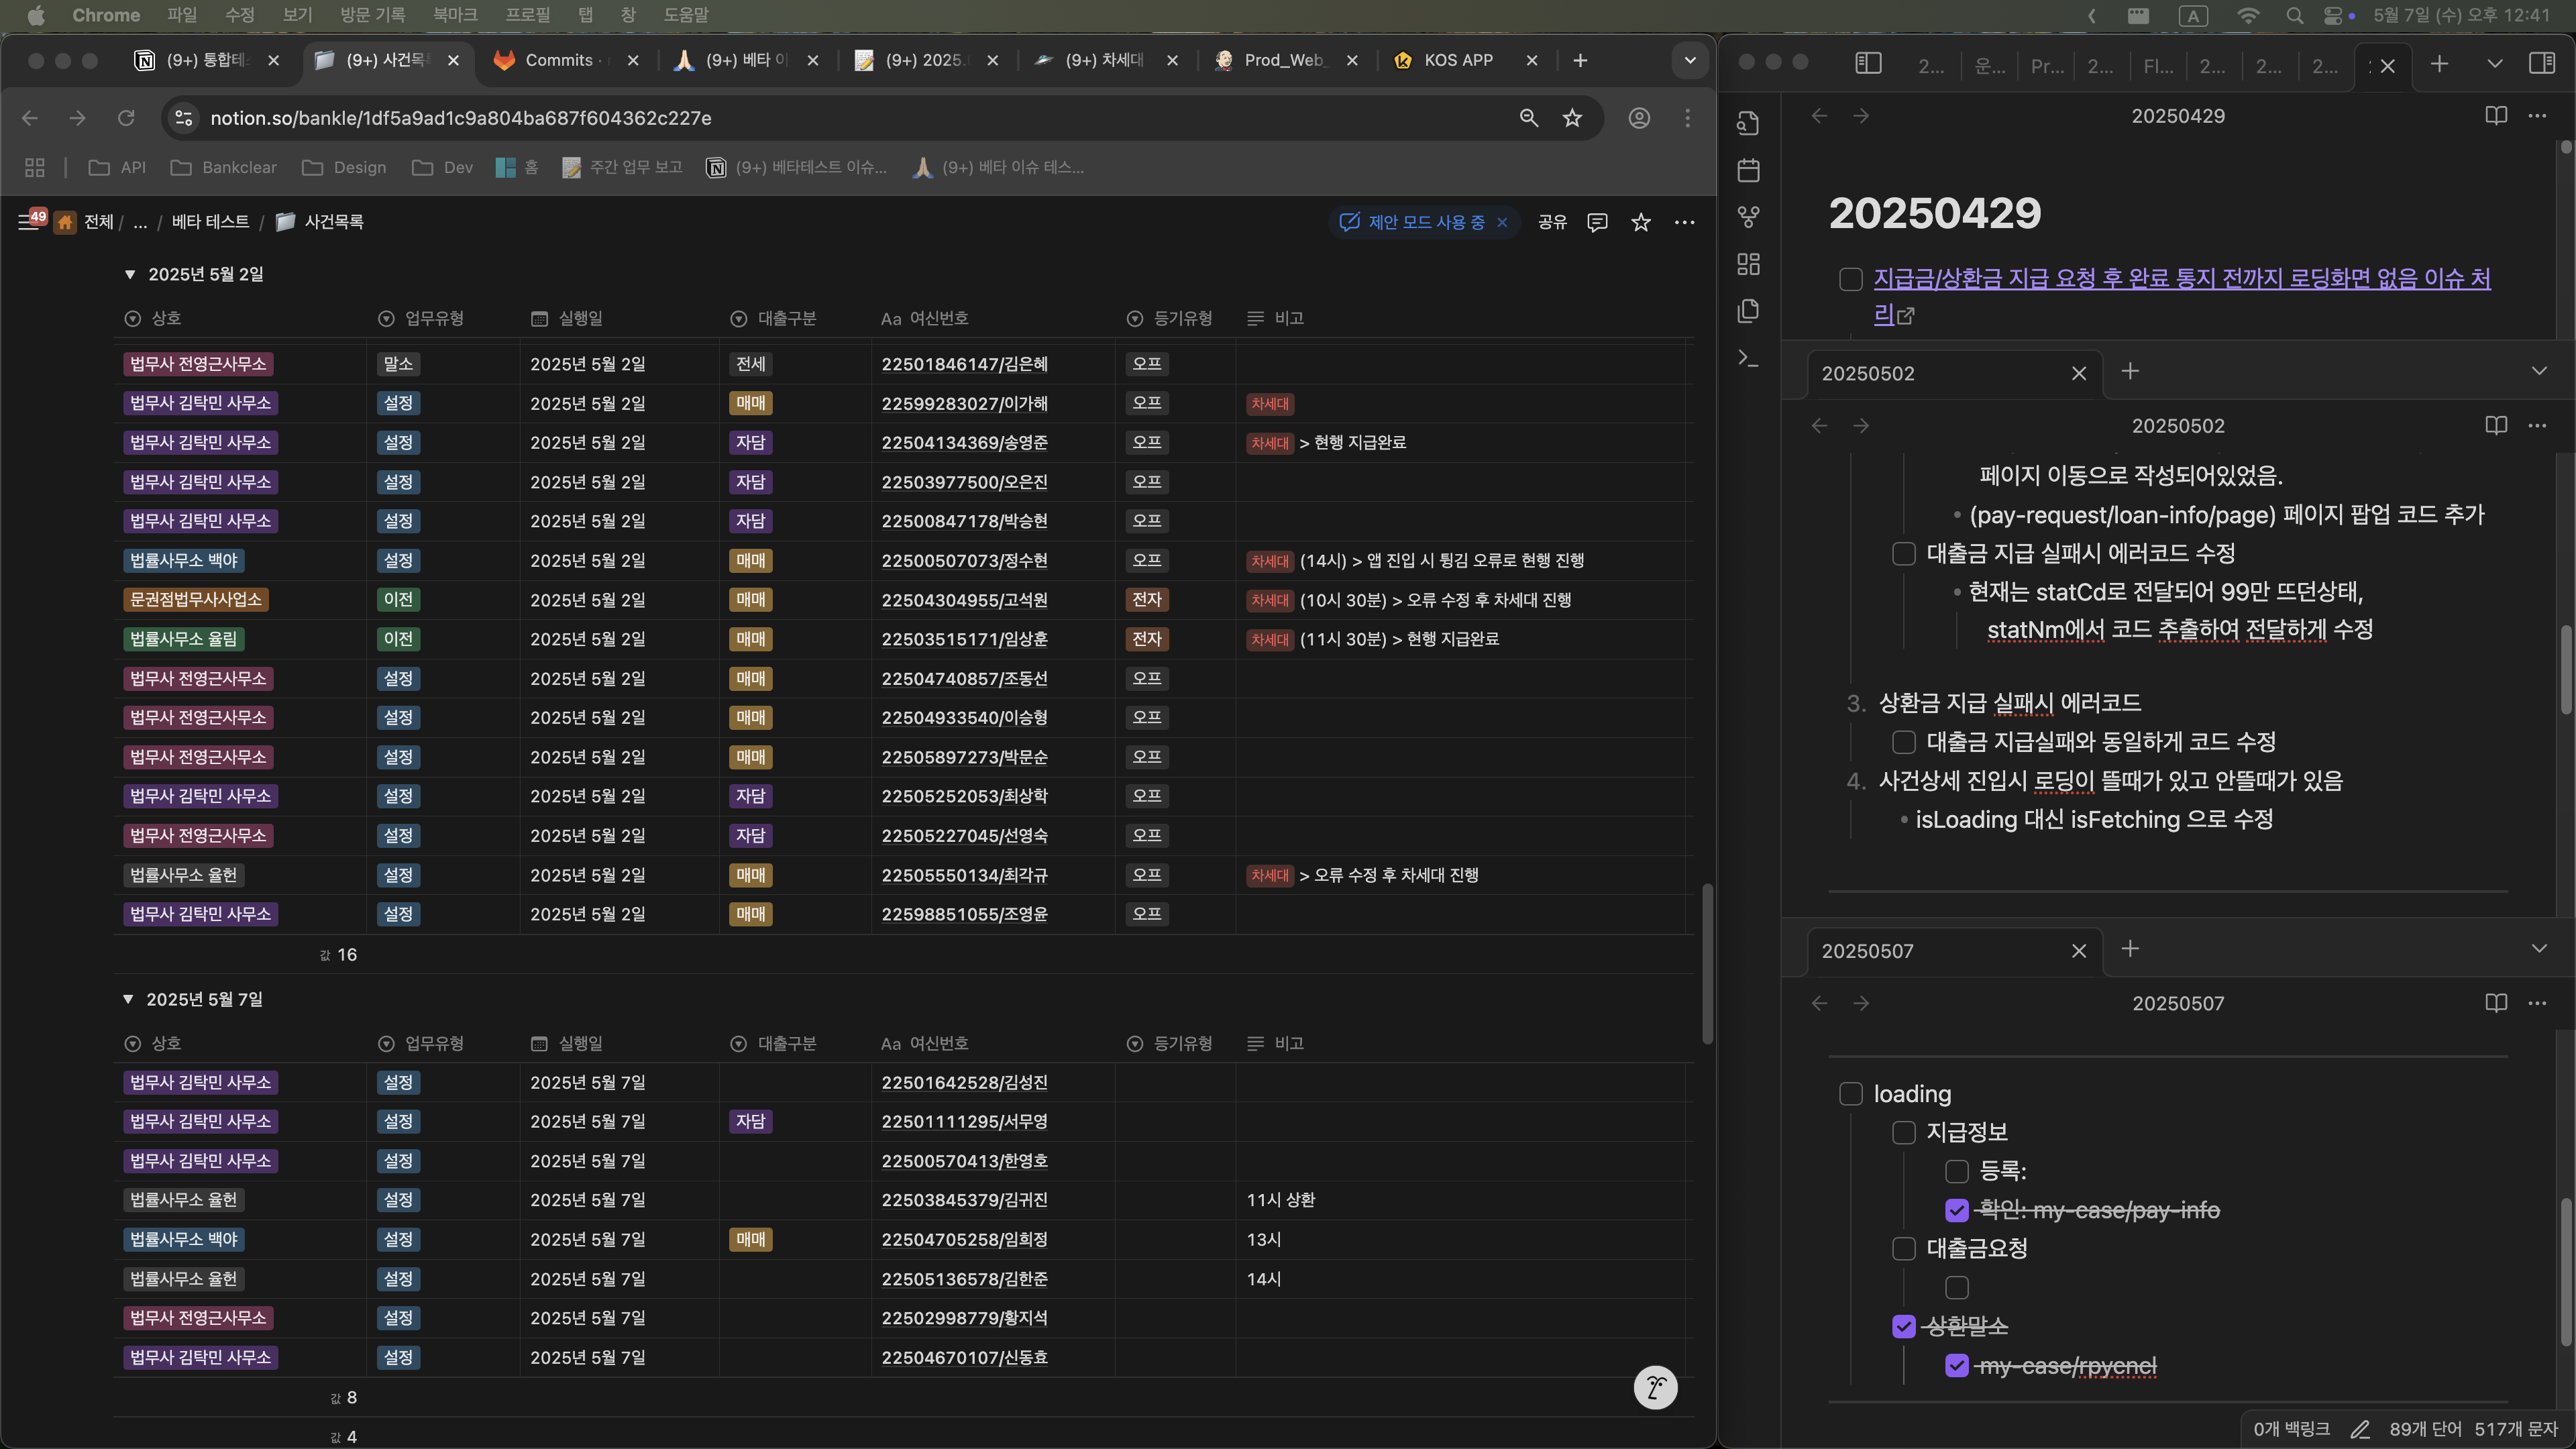 Chrome 파일 수정 보기 방문 기록 북마크 프로필 탭 창 도움말
A 5월 7일 (수) 오후 12:41
(9+) 통합테 (9+) 사건목 Commits · (9+) 베타 이 (9+) 2025. (9+) 차세대 Prod_Web_ KOS APP
notion.so/bankle/1df5a9ad1c9a804ba687f604362c227e
API Bankclear Design Dev 홈 주간 업무 보고 (9+) 베타테스트 이슈... (9+) 베타 이슈 테스...
49 전체 / ... / 베타 테스트 / 사건목록 제안 모드 사용 중 공유
2025년 5월 2일
상호 업무유형 실행일 대출구분 Aa 여신번호 등기유형 비고
법무사 전영근사무소 말소 2025년 5월 2일 전세 22501846147/김은혜 오프
법무사 김탁민 사무소 설정 2025년 5월 2일 매매 22599283027/이가해 오프 차세대
법무사 김탁민 사무소 설정 2025년 5월 2일 자담 22504134369/송영준 오프 차세대 > 현행 지급완료
법무사 김탁민 사무소 설정 2025년 5월 2일 자담 22503977500/오은진 오프
법무사 김탁민 사무소 설정 2025년 5월 2일 자담 22500847178/박승현 오프
법률사무소 백야 설정 2025년 5월 2일 매매 22500507073/정수현 오프 차세대 (14시) > 앱 진입 시 튕김 오류로 현행 진행
문권점법무사사업소 이전 2025년 5월 2일 매매 22504304955/고석원 전자 차세대 (10시 30분) > 오류 수정 후 차세대 진행
법률사무소 율림 이전 2025년 5월 2일 매매 22503515171/임상훈 전자 차세대 (11시 30분) > 현행 지급완료
법무사 전영근사무소 설정 2025년 5월 2일 매매 22504740857/조동선 오프
법무사 전영근사무소 설정 2025년 5월 2일 매매 22504933540/이승형 오프
법무사 전영근사무소 설정 2025년 5월 2일 매매 22505897273/박문순 오프
법무사 김탁민 사무소 설정 2025년 5월 2일 자담 22505252053/최상학 오프
법무사 전영근사무소 설정 2025년 5월 2일 자담 22505227045/선영숙 오프
법률사무소 율헌 설정 2025년 5월 2일 매매 22505550134/최각규 오프 차세대 > 오류 수정 후 차세대 진행
법무사 김탁민 사무소 설정 2025년 5월 2일 매매 22598851055/조영윤 오프
값 16
2025년 5월 7일
상호 업무유형 실행일 대출구분 Aa 여신번호 등기유형 비고
법무사 김탁민 사무소 설정 2025년 5월 7일 22501642528/김성진
법무사 김탁민 사무소 설정 2025년 5월 7일 자담 22501111295/서무영
법무사 김탁민 사무소 설정 2025년 5월 7일 22500570413/한영호
법률사무소 율헌 설정 2025년 5월 7일 22503845379/김귀진 11시 상환
법률사무소 백야 설정 2025년 5월 7일 매매 22504705258/임희정 13시
법률사무소 율헌 설정 2025년 5월 7일 22505136578/김한준 14시
법무사 전영근사무소 설정 2025년 5월 7일 22502998779/황지석
법무사 김탁민 사무소 설정 2025년 5월 7일 22504670107/신동효
값 8
값 4
2... 운... Pr... 2... Fl... 2... 2... 2...
20250429
20250429
지급금/상환금 지급 요청 후 완료 통지 전까지 로딩화면 없음 이슈 처
리
20250502
20250502
페이지 이동으로 작성되어있었음.
• (pay-request/loan-info/page) 페이지 팝업 코드 추가
대출금 지급 실패시 에러코드 수정
• 현재는 statCd로 전달되어 99만 뜨던상태,
statNm에서 코드 추출하여 전달하게 수정
3. 상환금 지급 실패시 에러코드
대출금 지급실패와 동일하게 코드 수정
4. 사건상세 진입시 로딩이 뜰때가 있고 안뜰때가 있음
• isLoading 대신 isFetching 으로 수정
20250507
20250507
loading
지급정보
등록:
확인: my-case/pay-info
대출금요청
상환말소
my-case/rpycncl
0개 백링크 89개 단어 517개 문자